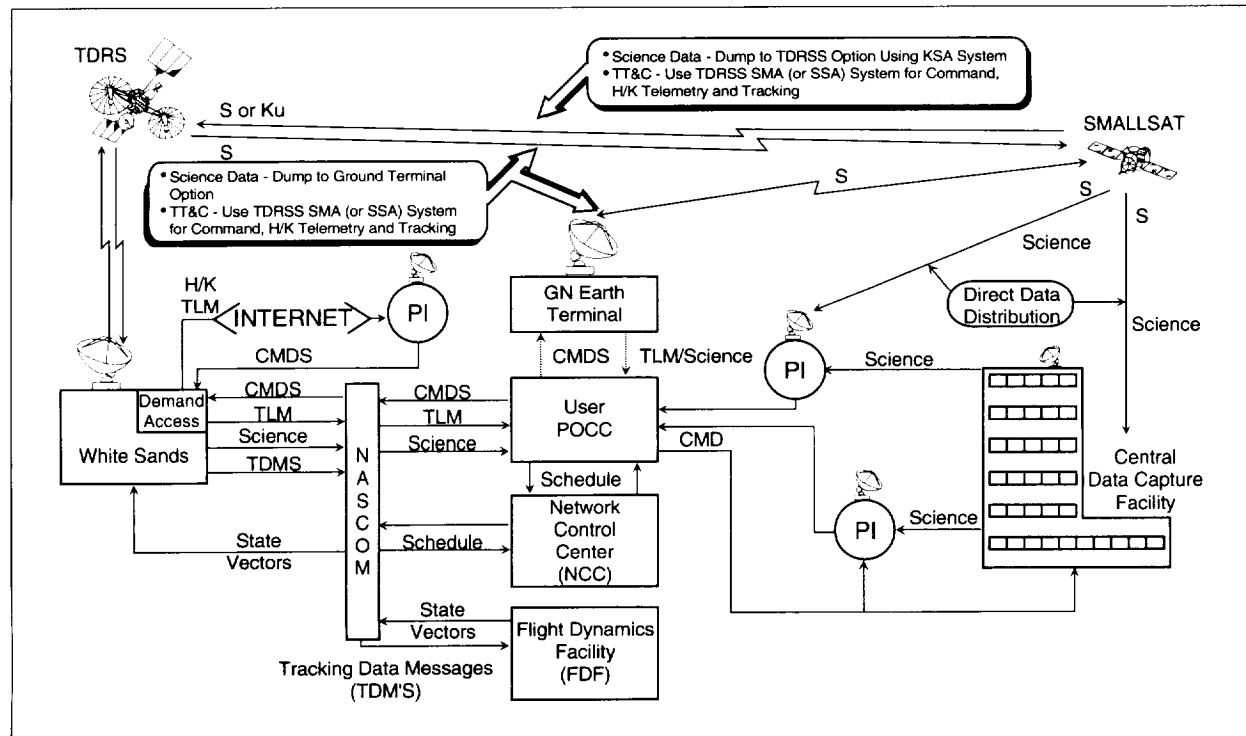 TDRS
• Science Data - Dump to TDRSS Option Using KSA System
• TT&C - Use TDRSS SMA (or SSA) System for Command,
H/K Telemetry and Tracking
S or Ku
SMALLSAT
S
• Science Data - Dump to Ground Terminal
Option
• TT&C - Use TDRSS SMA (or SSA) System
for Command, H/K Telemetry and Tracking
S
S
S
Science
H/K
TLM
INTERNET
PI
GN Earth
Terminal
Direct Data
Distribution
Science
CMDS
CMDS
TLM/Science
PI
Science
CMDS
Demand
Access
TLM
Science
TDMS
White Sands
NASCOM
CMDS
TLM
Science
User
POCC
CMD
Central
Data Capture
Facility
Schedule
Network
Control
Center
(NCC)
Schedule
State
Vectors
PI
Science
State
Vectors
Flight Dynamics
Facility
(FDF)
Tracking Data Messages
(TDM'S)